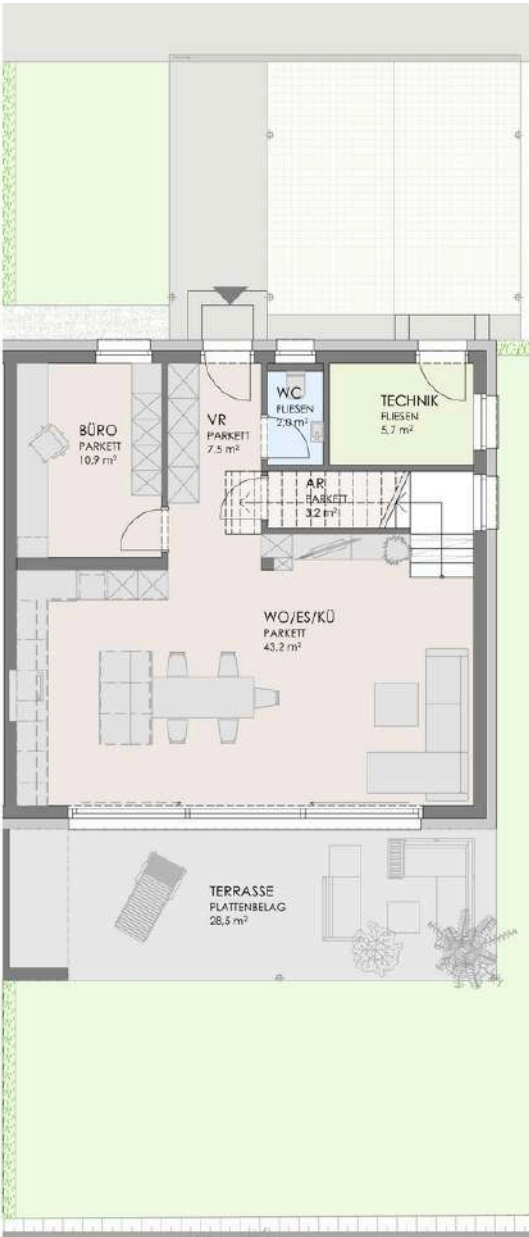 WC
FLIESEN
2,0 m²
TECHNIK
FLIESEN
5,7 m²
VR
PARKETT
7,5 m²
BÜRO
PARKETT
10,9 m²
AR
PARKETT
3,2 m²
WO/ES/KÜ
PARKETT
43,2 m²
TERRASSE
PLATTENBELAG
28,5 m²